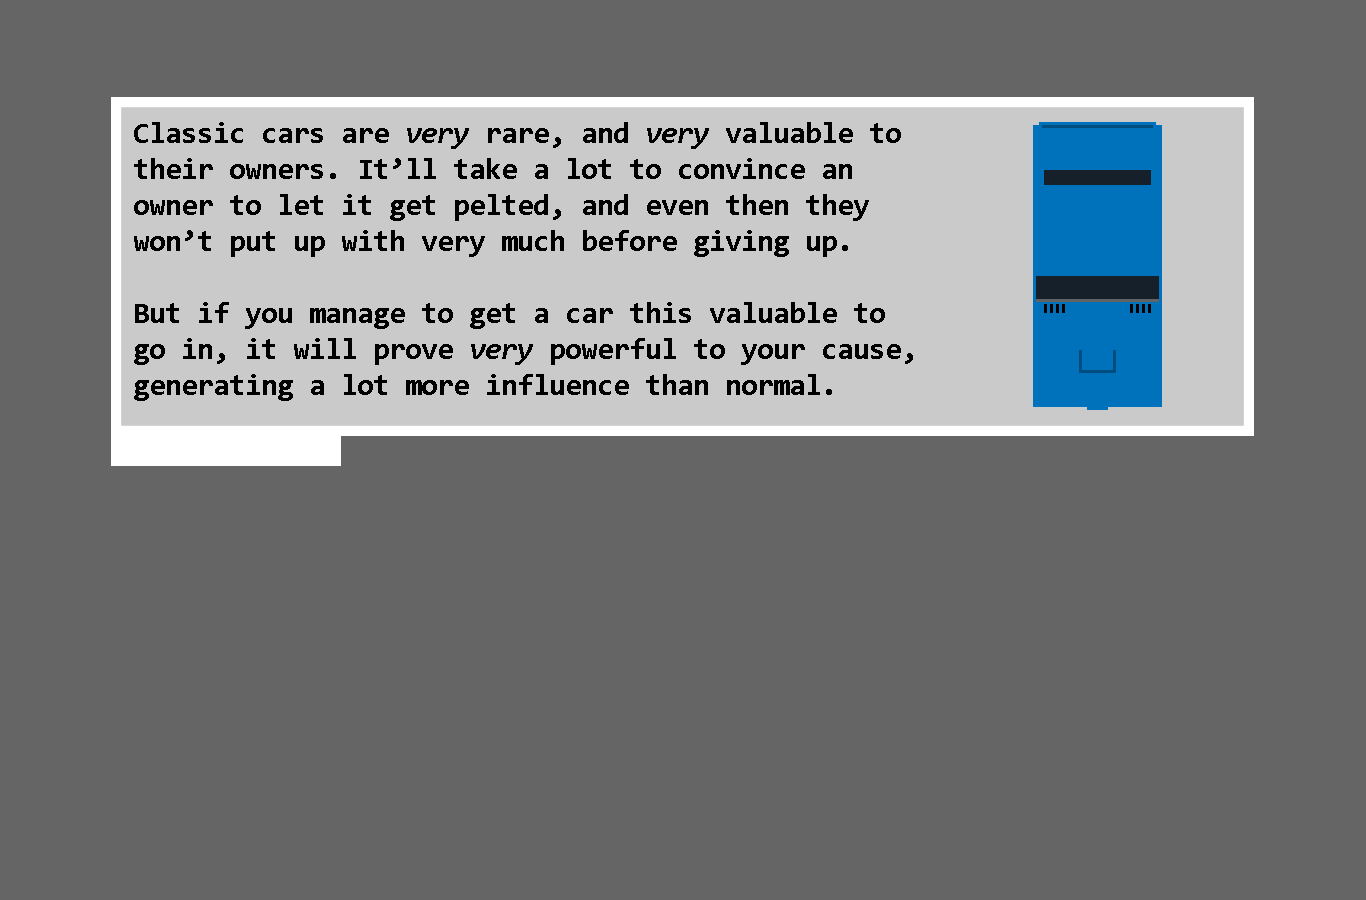 Classic cars are very rare, and very valuable to
their owners. It’ll take a lot to convince an
owner to let it get pelted, and even then they
won’t put up with very much before giving up.
But if you manage to get a car this valuable to
go in, it will prove very powerful to your cause,
generating a lot more influence than normal.